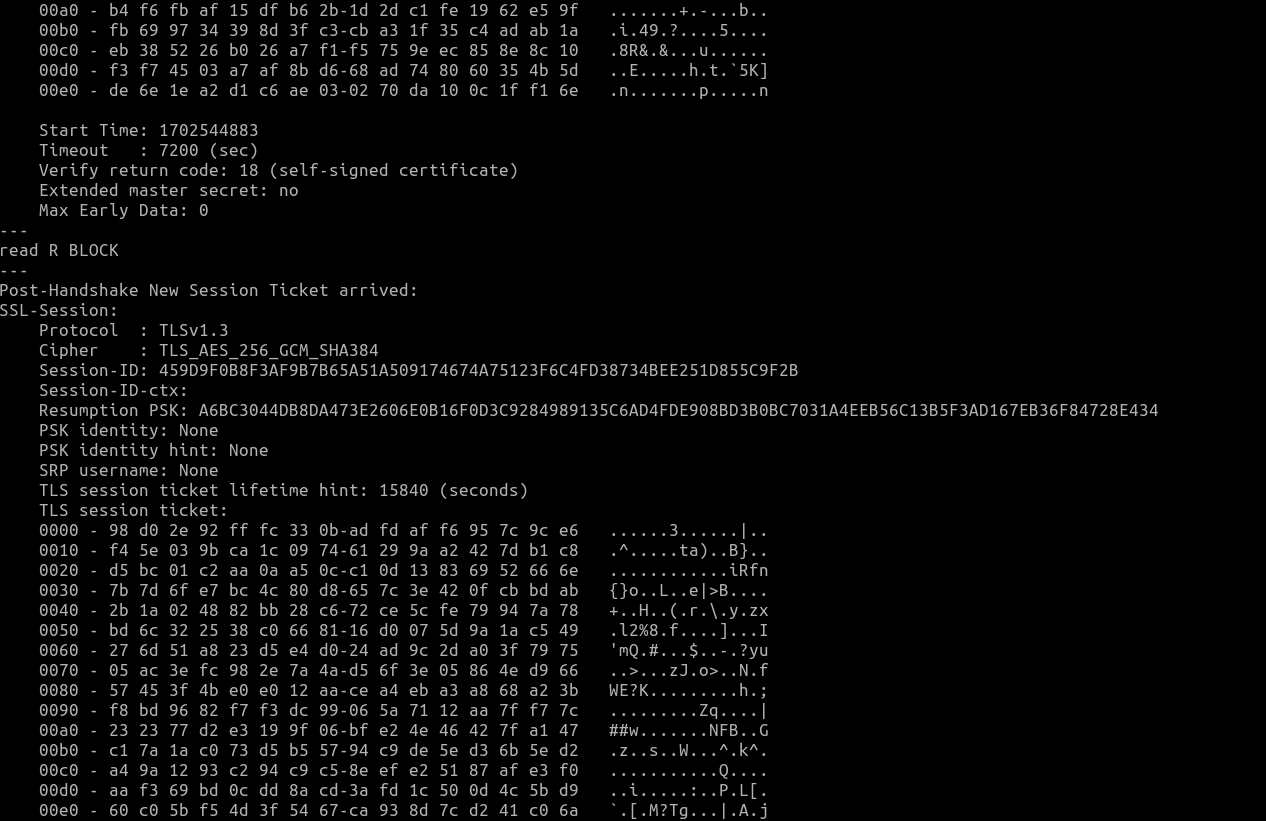 00a0 - b4 f6 fb af 15 df b6 2b-1d 2d c1 fe 19 62 e5 9f   .......+.-...b..
    00b0 - fb 69 97 34 39 8d 3f c3-cb a3 1f 35 c4 ad ab 1a   .i.49.?....5....
    00c0 - eb 38 52 26 b0 26 a7 f1-f5 75 9e ec 85 8e 8c 10   .8R&.&...u......
    00d0 - f3 f7 45 03 a7 af 8b d6-68 ad 74 80 60 35 4b 5d   ..E.....h.t.`5K]
    00e0 - de 6e 1e a2 d1 c6 ae 03-02 70 da 10 0c 1f f1 6e   .n.......p.....n
    Start Time: 1702544883
    Timeout   : 7200 (sec)
    Verify return code: 18 (self-signed certificate)
    Extended master secret: no
    Max Early Data: 0
---
read R BLOCK
---
Post-Handshake New Session Ticket arrived:
SSL-Session:
    Protocol  : TLSv1.3
    Cipher    : TLS_AES_256_GCM_SHA384
    Session-ID: 459D9F0B8F3AF9B7B65A51A509174674A75123F6C4FD38734BEE251D855C9F2B
    Session-ID-ctx:
    Resumption PSK: A6BC3044DB8DA473E2606E0B16F0D3C9284989135C6AD4FDE908BD3B0BC7031A4EEB56C13B5F3AD167EB36F84728E434
    PSK identity: None
    PSK identity hint: None
    SRP username: None
    TLS session ticket lifetime hint: 15840 (seconds)
    TLS session ticket:
    0000 - 98 d0 2e 92 ff fc 33 0b-ad fd af f6 95 7c 9c e6   ......3......|..
    0010 - f4 5e 03 9b ca 1c 09 74-61 29 9a a2 42 7d b1 c8   .^.....ta)..B}..
    0020 - d5 bc 01 c2 aa 0a a5 0c-c1 0d 13 83 69 52 66 6e   ............iRfn
    0030 - 7b 7d 6f e7 bc 4c 80 d8-65 7c 3e 42 0f cb bd ab   {}o..L..e|>B....
    0040 - 2b 1a 02 48 82 bb 28 c6-72 ce 5c fe 79 94 7a 78   +..H..(.r.\.y.zx
    0050 - bd 6c 32 25 38 c0 66 81-16 d0 07 5d 9a 1a c5 49   .l2%8.f....]...I
    0060 - 27 6d 51 a8 23 d5 e4 d0-24 ad 9c 2d a0 3f 79 75   'mQ.#...$..-.?yu
    0070 - 05 ac 3e fc 98 2e 7a 4a-d5 6f 3e 05 86 4e d9 66   ..>...zJ.o>..N.f
    0080 - 57 45 3f 4b e0 e0 12 aa-ce a4 eb a3 a8 68 a2 3b   WE?K.........h.;
    0090 - f8 bd 96 82 f7 f3 dc 99-06 5a 71 12 aa 7f f7 7c   .........Zq....|
    00a0 - 23 23 77 d2 e3 19 9f 06-bf e2 4e 46 42 7f a1 47   ##w.......NFB..G
    00b0 - c1 7a 1a c0 73 d5 b5 57-94 c9 de 5e d3 6b 5e d2   .z..s..W...^.k^.
    00c0 - a4 9a 12 93 c2 94 c9 c5-8e ef e2 51 87 af e3 f0   ...........Q....
    00d0 - aa f3 69 bd 0c dd 8a cd-3a fd 1c 50 0d 4c 5b d9   ..i.....:..P.L[.
    00e0 - 60 c0 5b f5 4d 3f 54 67-ca 93 8d 7c d2 41 c0 6a   `.[.M?Tg...|.A.j